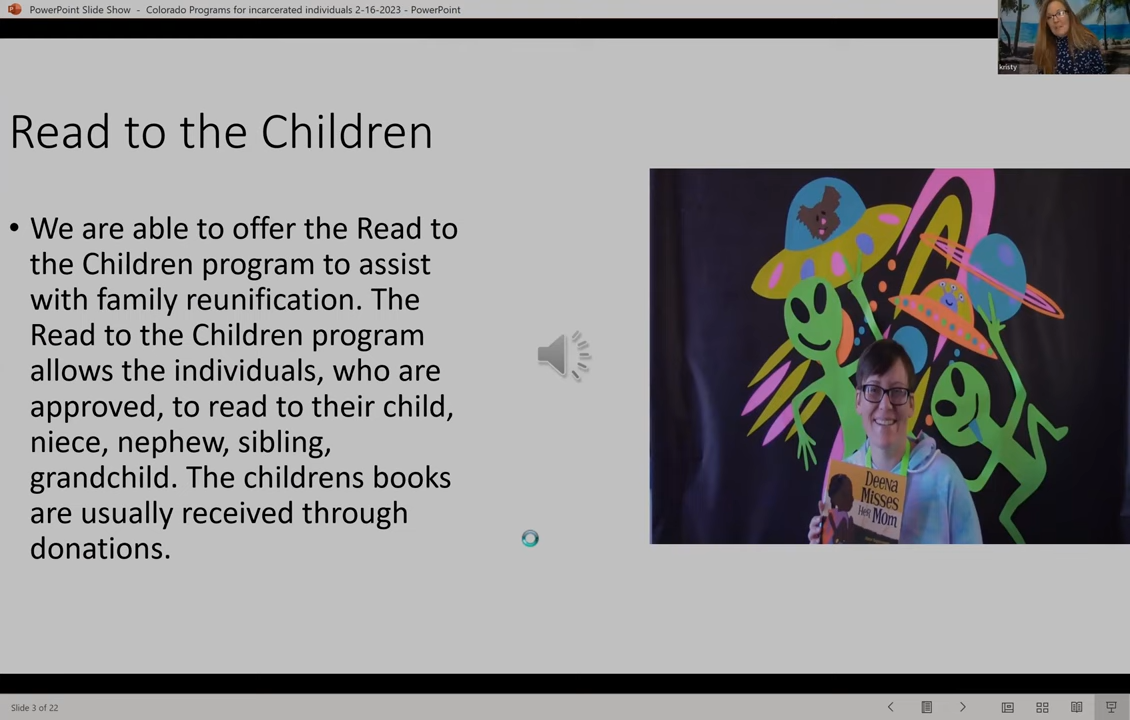 PowerPoint Slide Show - Colorado Programs for incarcerated individuals 2-16-2023 - PowerPoint
kristy
Read to the Children
• We are able to offer the Read to
the Children program to assist
with family reunification. The
Read to the Children program
allows the individuals, who are
approved, to read to their child,
niece, nephew, sibling,
grandchild. The childrens books
are usually received through
donations.
Deena
Misses
Her Mom
Slide 3 of 22